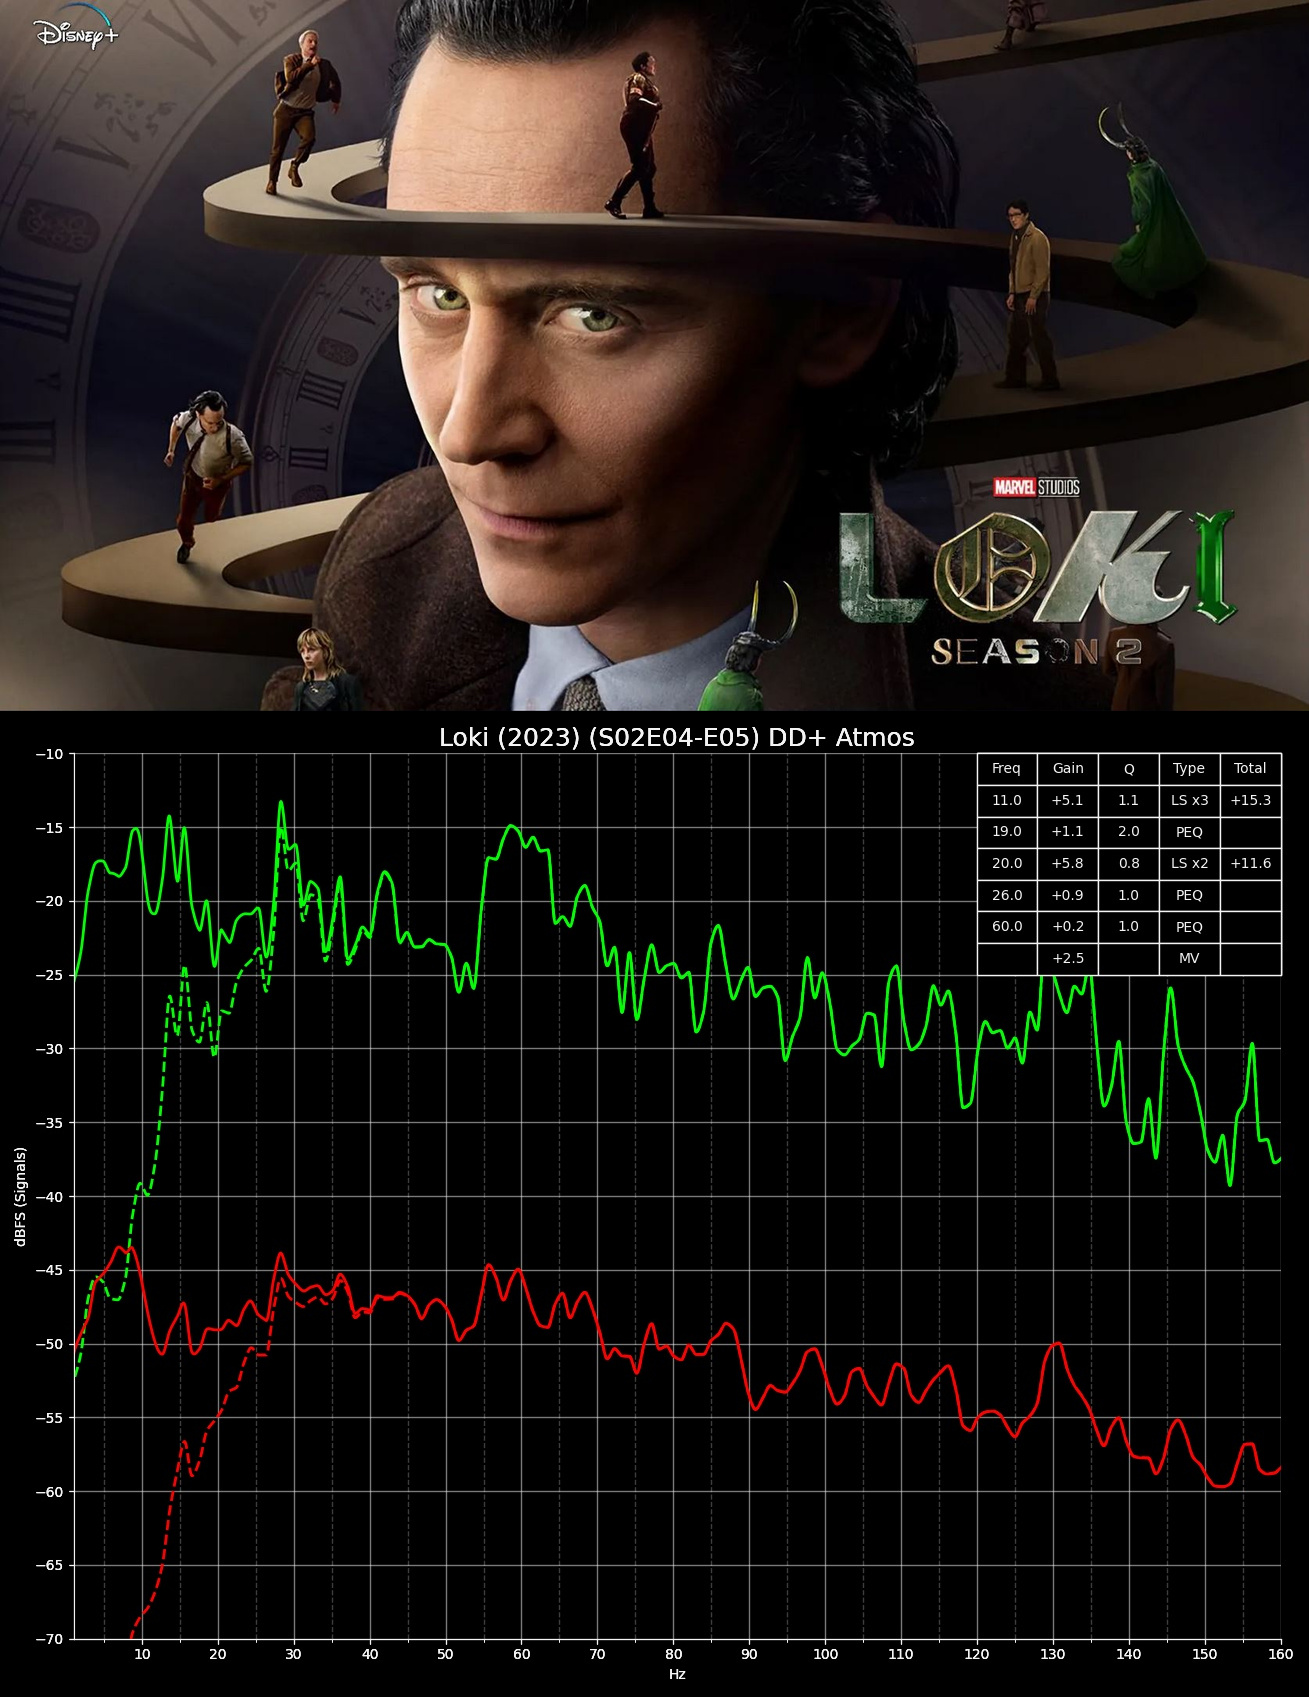 Disney+
MARVEL STUDIOS
LOKI
SEASON 2
Loki (2023) (S02E04-E05) DD+ Atmos
Freq Gain Q Type Total
11.0 +5.1 1.1 LS x3 +15.3
19.0 +1.1 2.0 PEQ
20.0 +5.8 0.8 LS x2 +11.6
26.0 +0.9 1.0 PEQ
60.0 +0.2 1.0 PEQ
+2.5 MV
−10
−15
−20
−25
−30
−35
−40
−45
−50
−55
−60
−65
−70
dBFS (Signals)
10 20 30 40 50 60 70 80 90 100 110 120 130 140 150 160
Hz